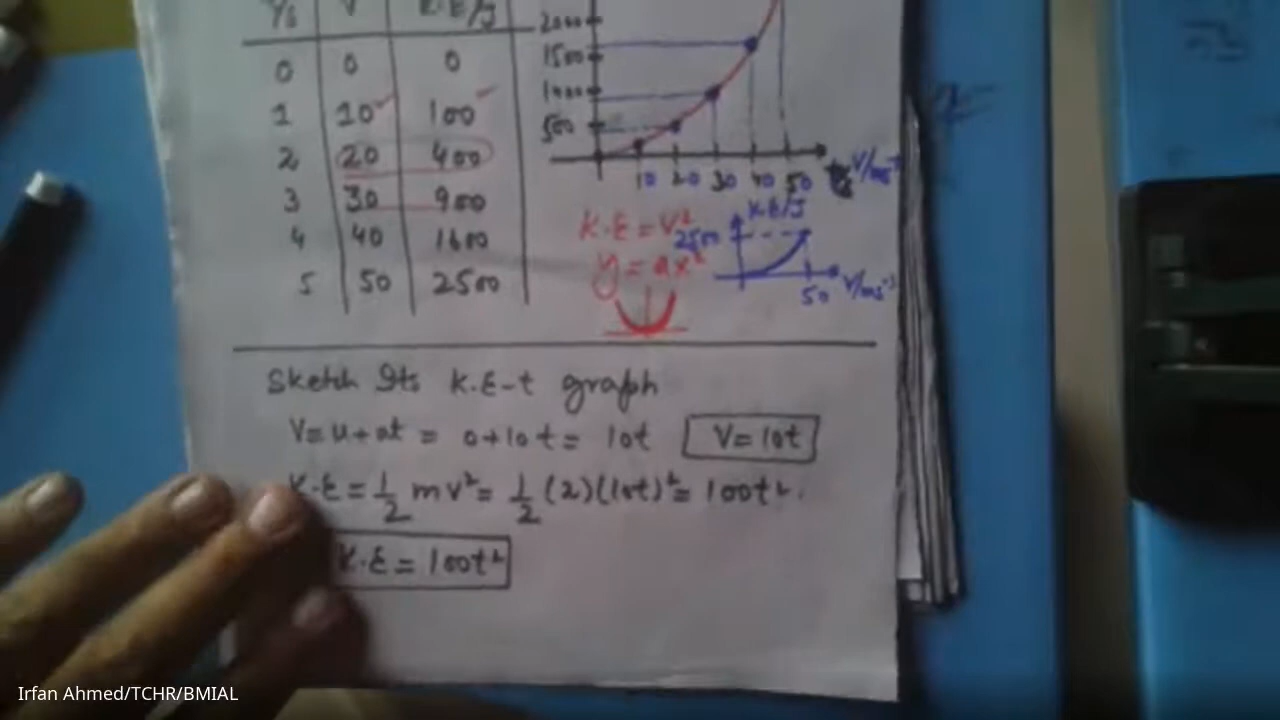 t/s V K.E/J
0 0 0
1 10 100
2 20 400
3 30 900
4 40 1600
5 50 2500
2000
1500
1000
500
10 20 30 40 50 V/ms⁻¹
K.E = V²
y = ax²
K.E/J
2500
50 V/ms⁻¹
Sketch Its K.E-t graph
V = u + at = 0 + 10t = 10t V = 10t
K.E = 1/2 mv² = 1/2 (2)(10t)² = 100t².
K.E = 100t²
Irfan Ahmed/TCHR/BMIAL